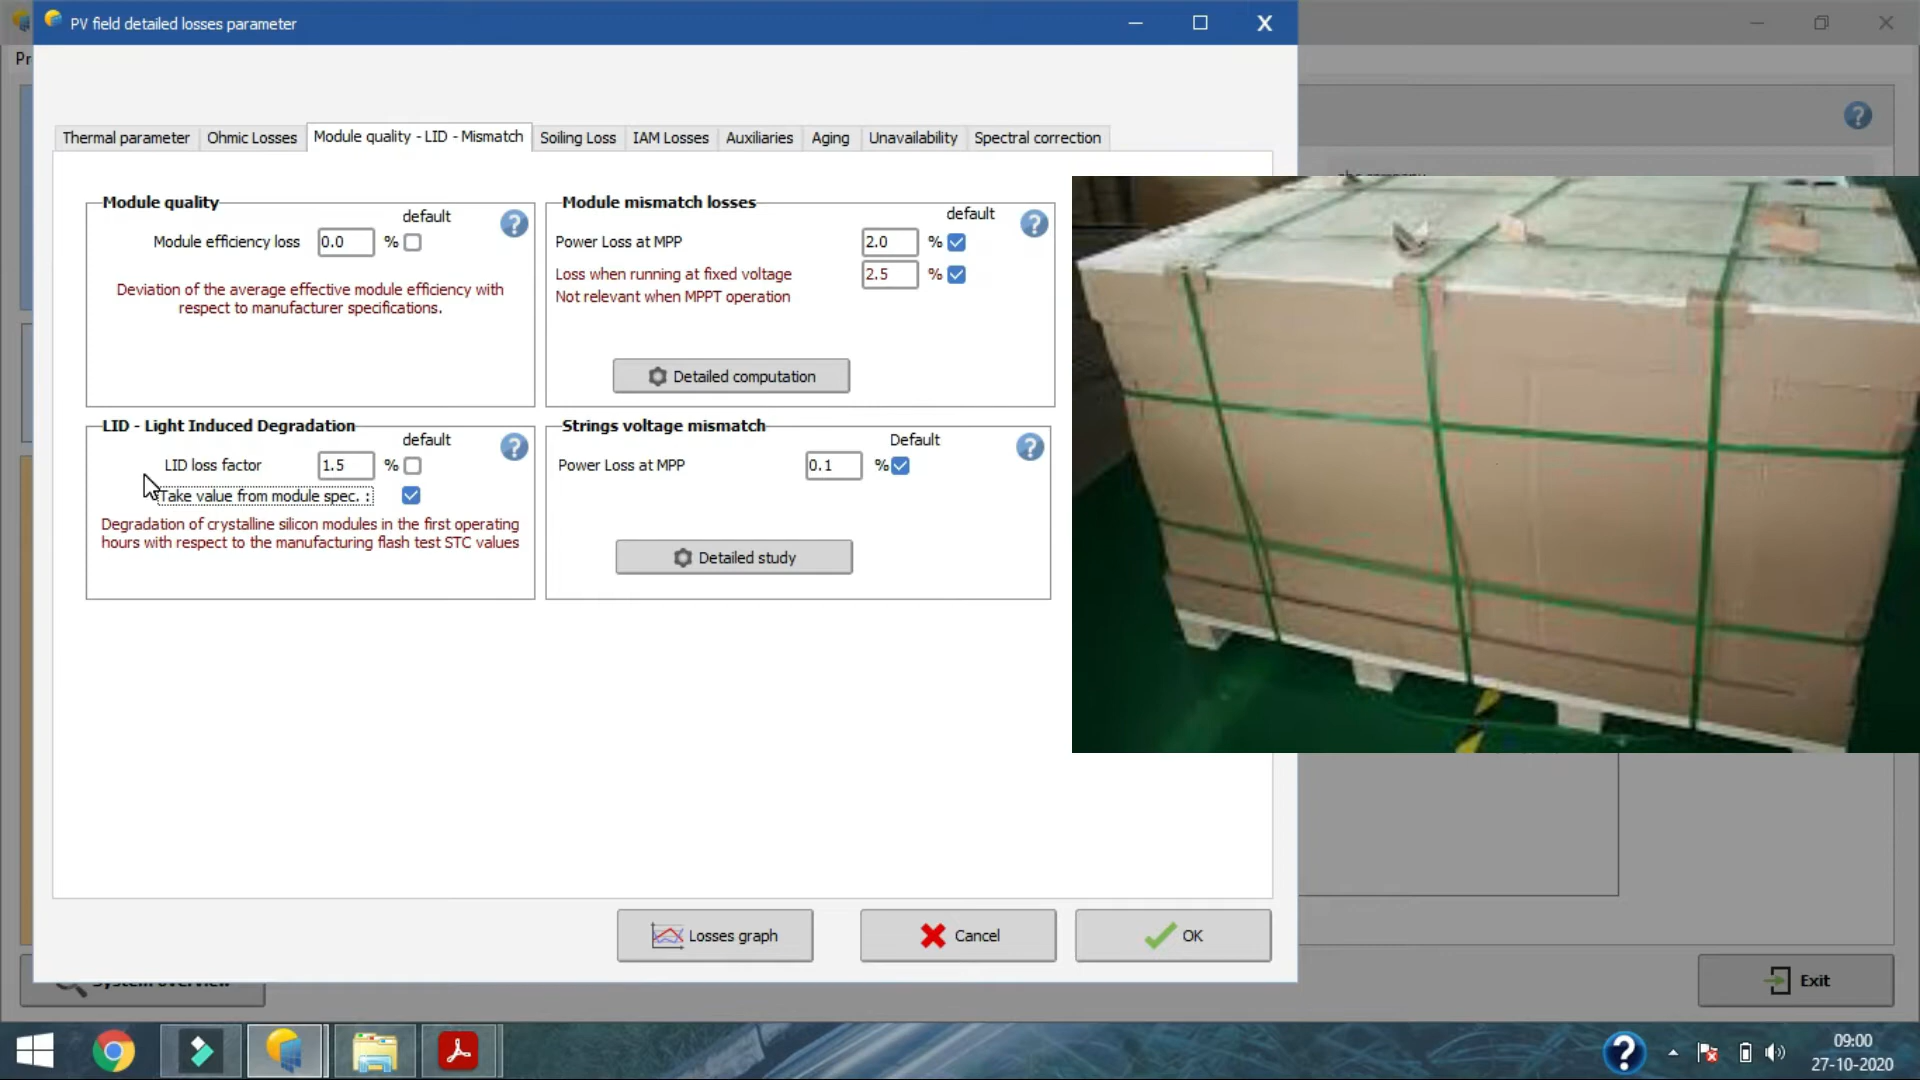 PV field detailed losses parameter
Pr
Thermal parameter
Ohmic Losses
Module quality - LID - Mismatch
Soiling Loss
IAM Losses
Auxiliaries
Aging
Unavailability
Spectral correction
Module quality
default
Module efficiency loss 0.0 %
Deviation of the average effective module efficiency with
respect to manufacturer specifications.
Module mismatch losses
default
Power Loss at MPP 2.0 %
Loss when running at fixed voltage 2.5 %
Not relevant when MPPT operation
Detailed computation
LID - Light Induced Degradation
default
LID loss factor 1.5 %
Take value from module spec. :
Degradation of crystalline silicon modules in the first operating
hours with respect to the manufacturing flash test STC values
Strings voltage mismatch
Default
Power Loss at MPP 0.1 %
Detailed study
Losses graph
Cancel
OK
System overview
Exit
09:00
27-10-2020